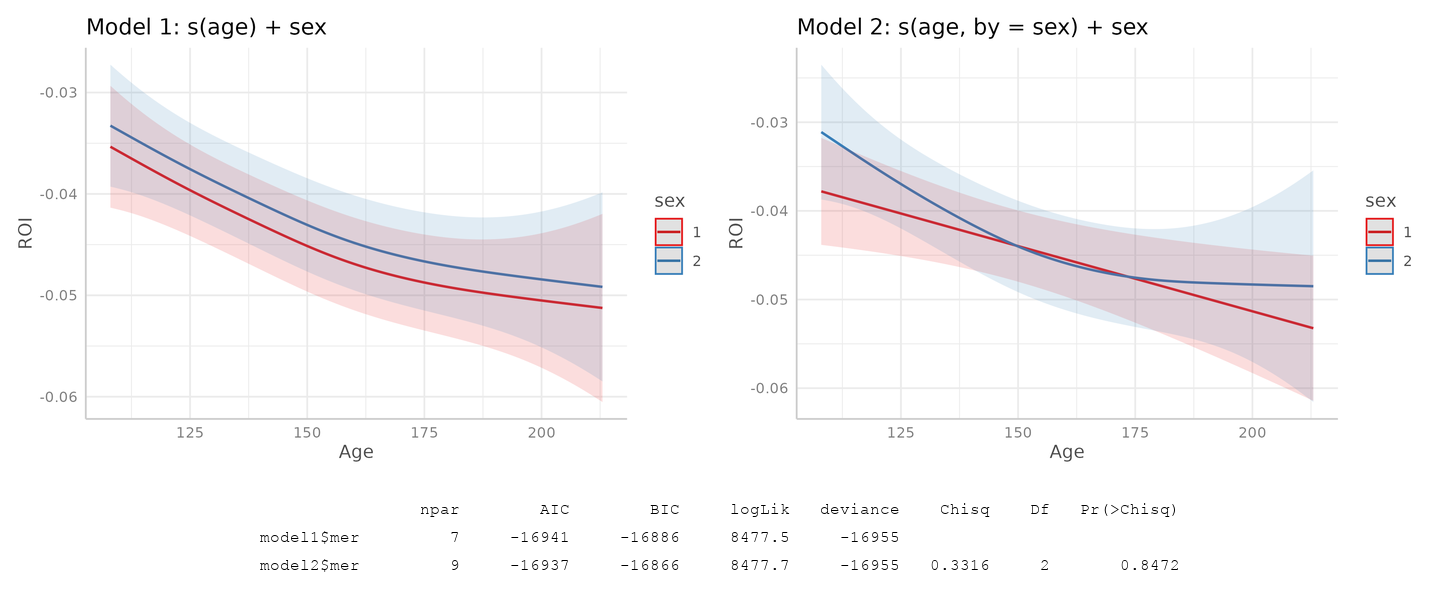 Model 1: s(age) + sex
-0.03
-0.04
-0.05
-0.06
ROI
125 150 175 200
Age
sex
1
2
Model 2: s(age, by = sex) + sex
-0.03
-0.04
-0.05
-0.06
ROI
125 150 175 200
Age
sex
1
2
npar AIC BIC logLik deviance Chisq Df Pr(>Chisq)
model1$mer 7 -16941 -16886 8477.5 -16955
model2$mer 9 -16937 -16866 8477.7 -16955 0.3316 2 0.8472